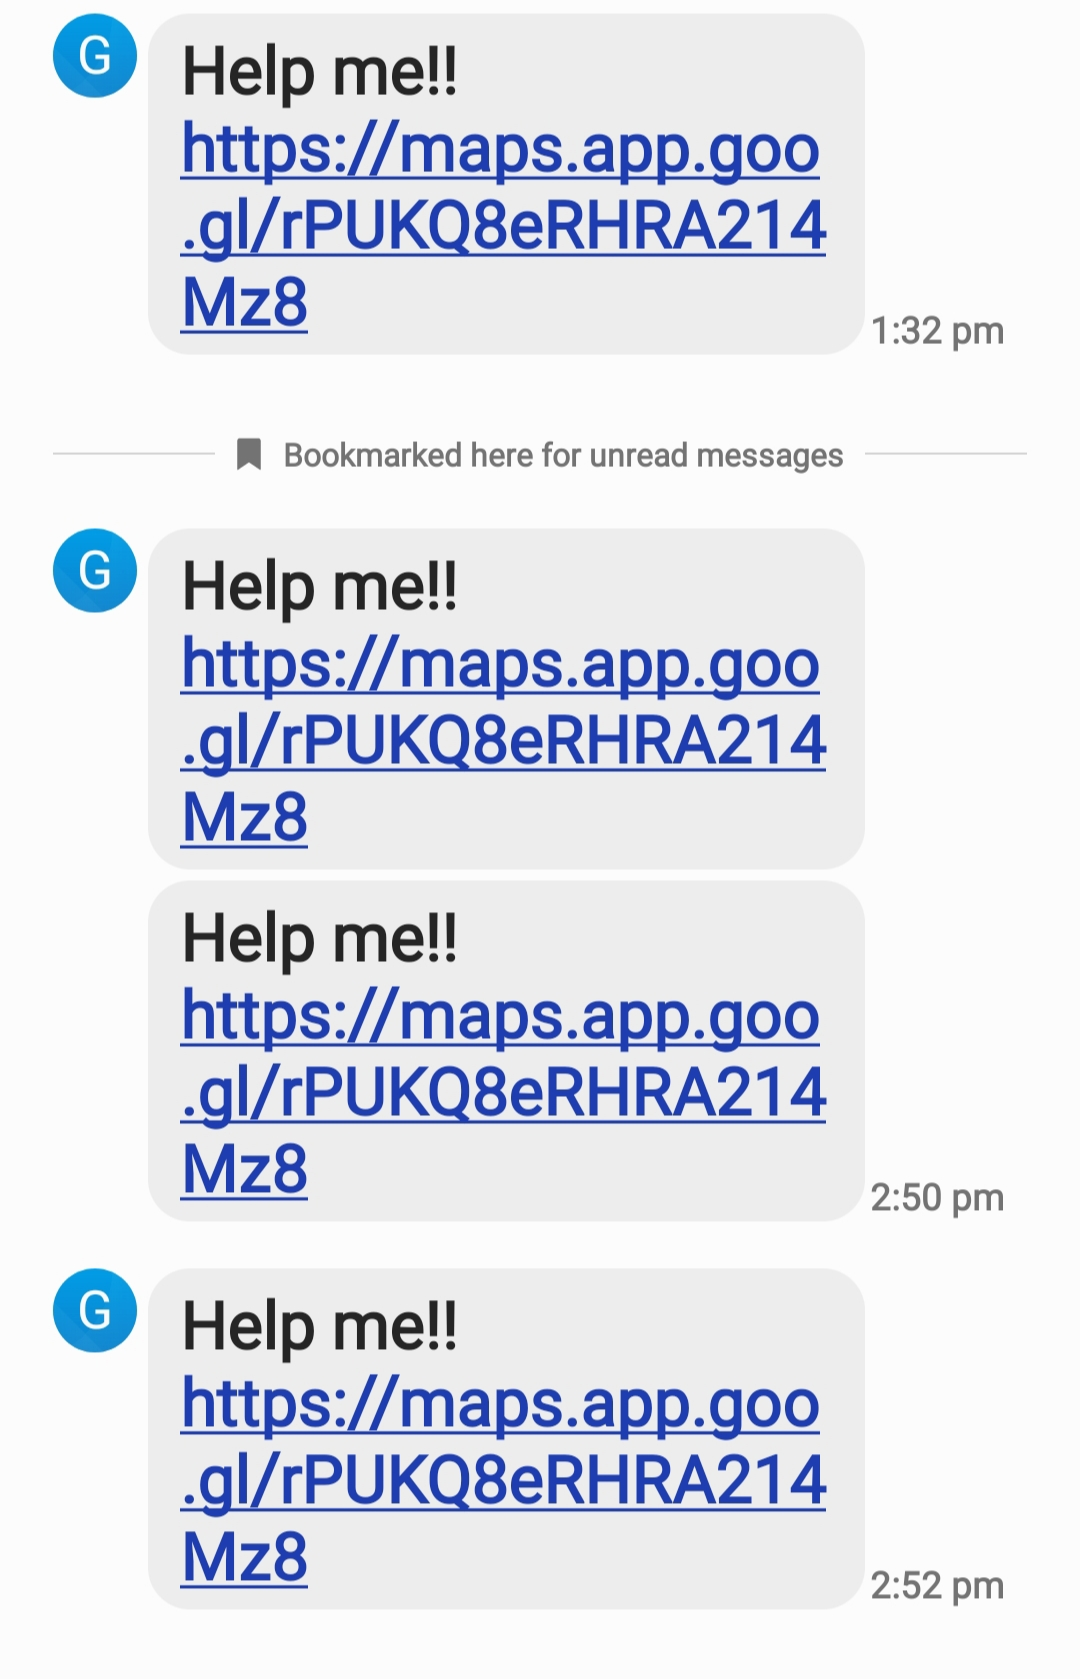 G
Help me!!
https://maps.app.goo
.gl/rPUKQ8eRHRA214
Mz8
1:32 pm
Bookmarked here for unread messages
G
Help me!!
https://maps.app.goo
.gl/rPUKQ8eRHRA214
Mz8
Help me!!
https://maps.app.goo
.gl/rPUKQ8eRHRA214
Mz8
2:50 pm
G
Help me!!
https://maps.app.goo
.gl/rPUKQ8eRHRA214
Mz8
2:52 pm